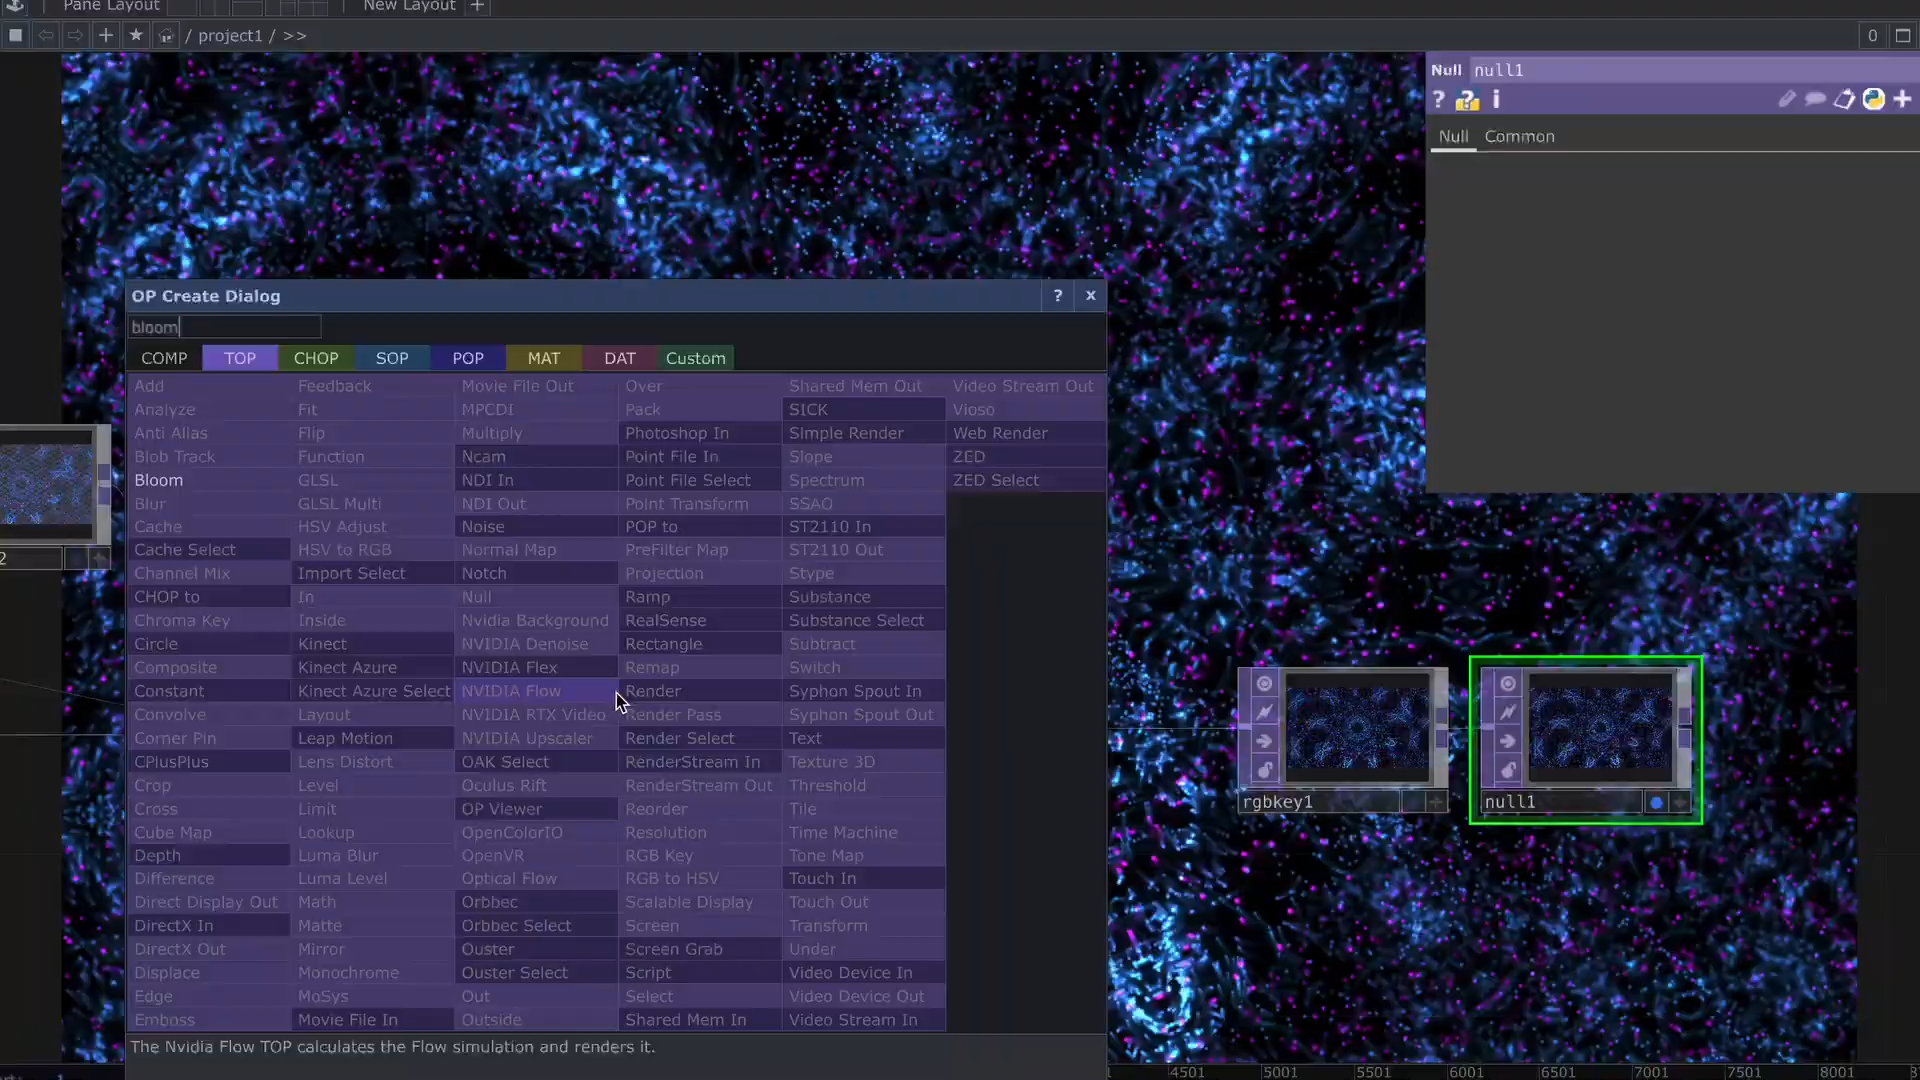 Pane Layout New Layout +
/ project1 / >> 0
Null null1
? ? i
Null Common
OP Create Dialog ? x
bloom
COMP TOP CHOP SOP POP MAT DAT Custom
Add Feedback Movie File Out Over Shared Mem Out Video Stream Out
Analyze Fit MPCDI Pack SICK Vioso
Anti Alias Flip Multiply Photoshop In Simple Render Web Render
Blob Track Function Ncam Point File In Slope ZED
Bloom GLSL NDI In Point File Select Spectrum ZED Select
Blur GLSL Multi NDI Out Point Transform SSAO
Cache HSV Adjust Noise POP to ST2110 In
Cache Select HSV to RGB Normal Map PreFilter Map ST2110 Out
Channel Mix Import Select Notch Projection Stype
CHOP to In Null Ramp Substance
Chroma Key Inside Nvidia Background RealSense Substance Select
Circle Kinect NVIDIA Denoise Rectangle Subtract
Composite Kinect Azure NVIDIA Flex Remap Switch
Constant Kinect Azure Select NVIDIA Flow Render Syphon Spout In
Convolve Layout NVIDIA RTX Video Render Pass Syphon Spout Out
Corner Pin Leap Motion NVIDIA Upscaler Render Select Text
CPlusPlus Lens Distort OAK Select RenderStream In Texture 3D
Crop Level Oculus Rift RenderStream Out Threshold
Cross Limit OP Viewer Reorder Tile
Cube Map Lookup OpenColorIO Resolution Time Machine
Depth Luma Blur OpenVR RGB Key Tone Map
Difference Luma Level Optical Flow RGB to HSV Touch In
Direct Display Out Math Orbbec Scalable Display Touch Out
DirectX In Matte Orbbec Select Screen Transform
DirectX Out Mirror Ouster Screen Grab Under
Displace Monochrome Ouster Select Script Video Device In
Edge MoSys Out Select Video Device Out
Emboss Movie File In Outside Shared Mem In Video Stream In
The Nvidia Flow TOP calculates the Flow simulation and renders it.
2
rgbkey1 null1
4501 5001 5501 6001 6501 7001 7501 8001